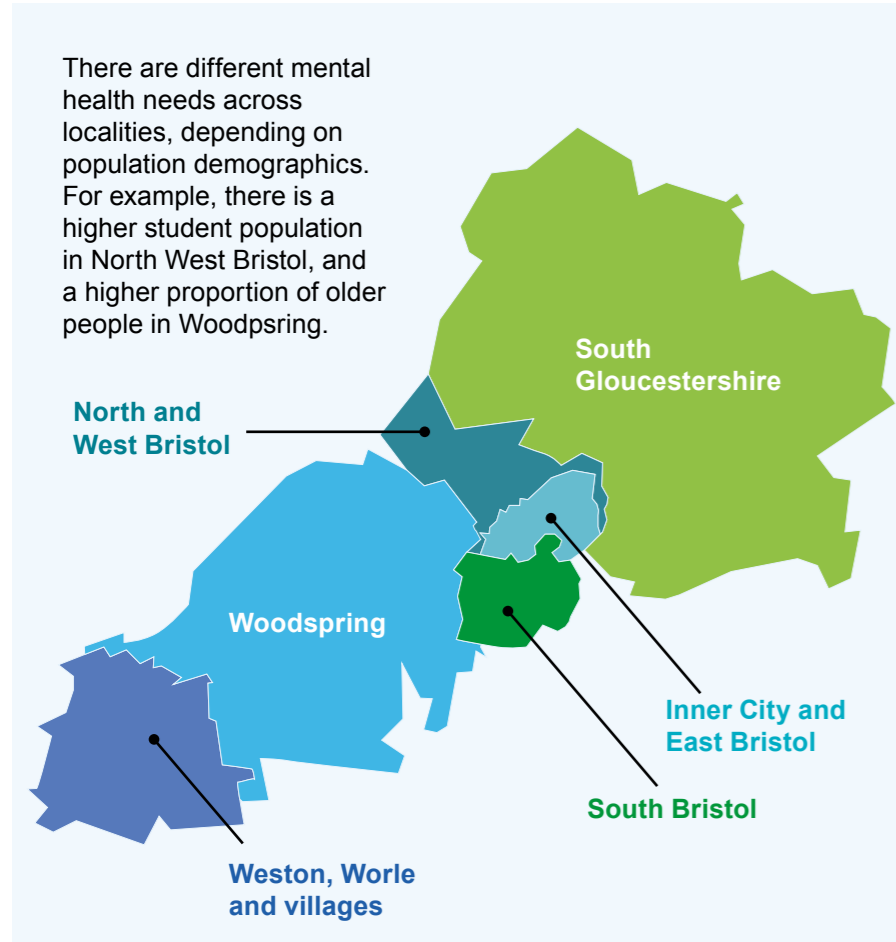 There are different mental
health needs across
localities, depending on
population demographics.
For example, there is a
higher student population
in North West Bristol, and
a higher proportion of older
people in Woodpsring.
South
Gloucestershire
North and
West Bristol
Woodspring
Inner City and
East Bristol
South Bristol
Weston, Worle
and villages